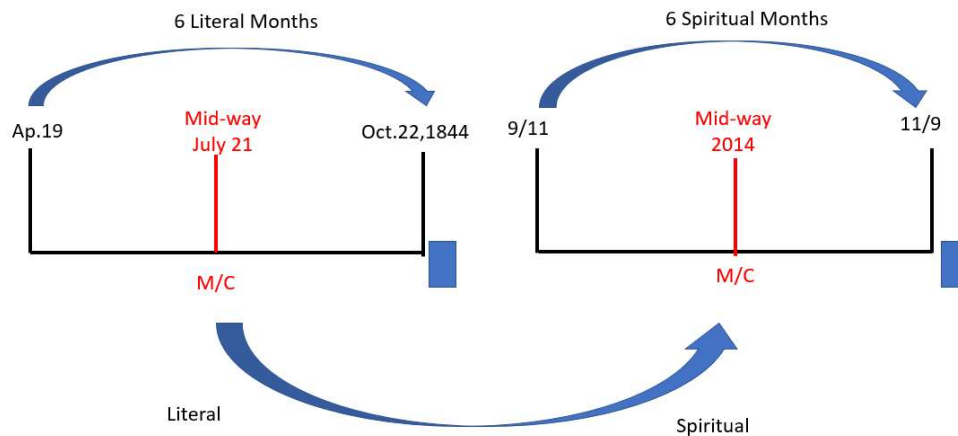 6 Literal Months
6 Spiritual Months
Ap.19
Mid-way
July 21
Oct.22,1844
9/11
Mid-way
2014
11/9
M/C
M/C
Literal
Spiritual